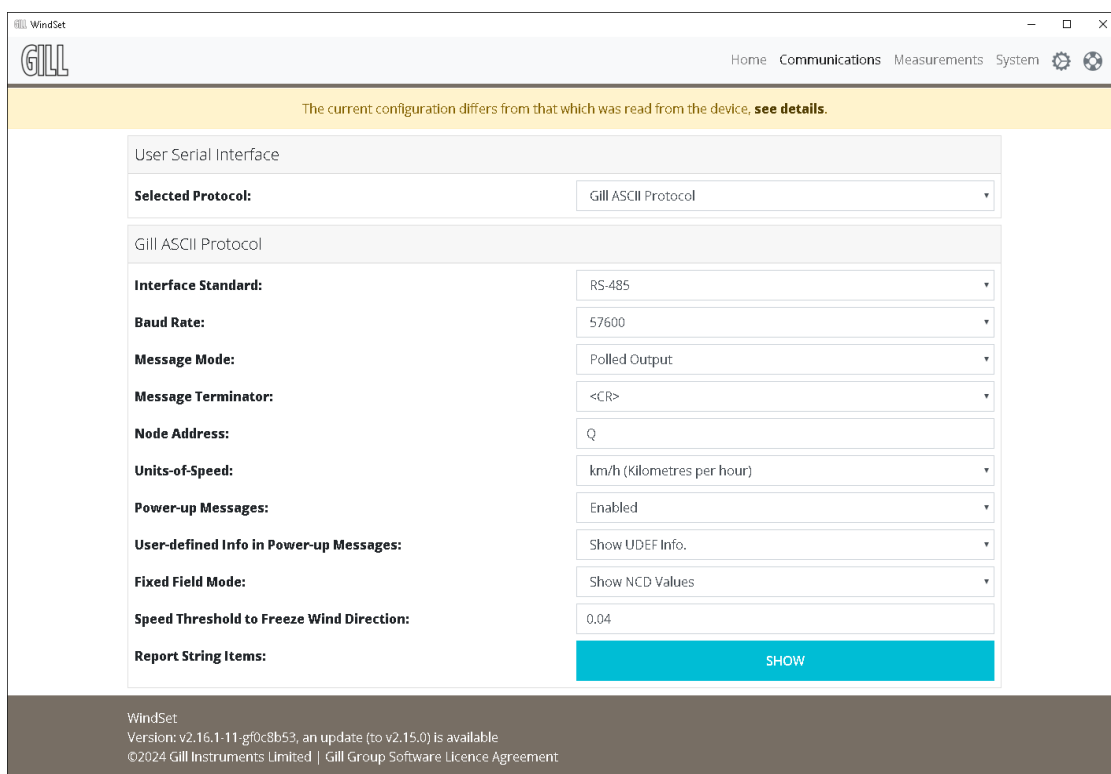 GILL WindSet
GILL
Home Communications Measurements System
The current configuration differs from that which was read from the device, see details.
User Serial Interface
Selected Protocol: Gill ASCII Protocol
Gill ASCII Protocol
Interface Standard: RS-485
Baud Rate: 57600
Message Mode: Polled Output
Message Terminator: <CR>
Node Address: Q
Units-of-Speed: km/h (Kilometres per hour)
Power-up Messages: Enabled
User-defined Info in Power-up Messages: Show UDEF Info.
Fixed Field Mode: Show NCD Values
Speed Threshold to Freeze Wind Direction: 0.04
Report String Items: SHOW
WindSet
Version: v2.16.1-11-gf0c8b53, an update (to v2.15.0) is available
©2024 Gill Instruments Limited | Gill Group Software Licence Agreement